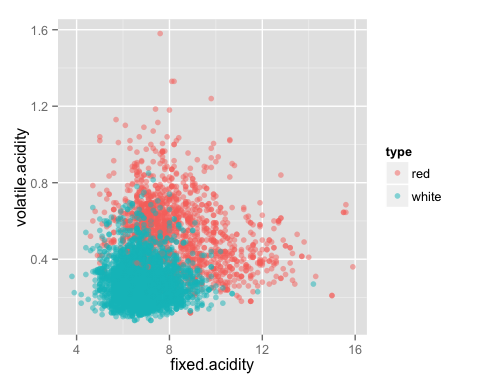 1.6
1.2
0.8
0.4
volatile.acidity
4 8 12 16
fixed.acidity
type
red
white